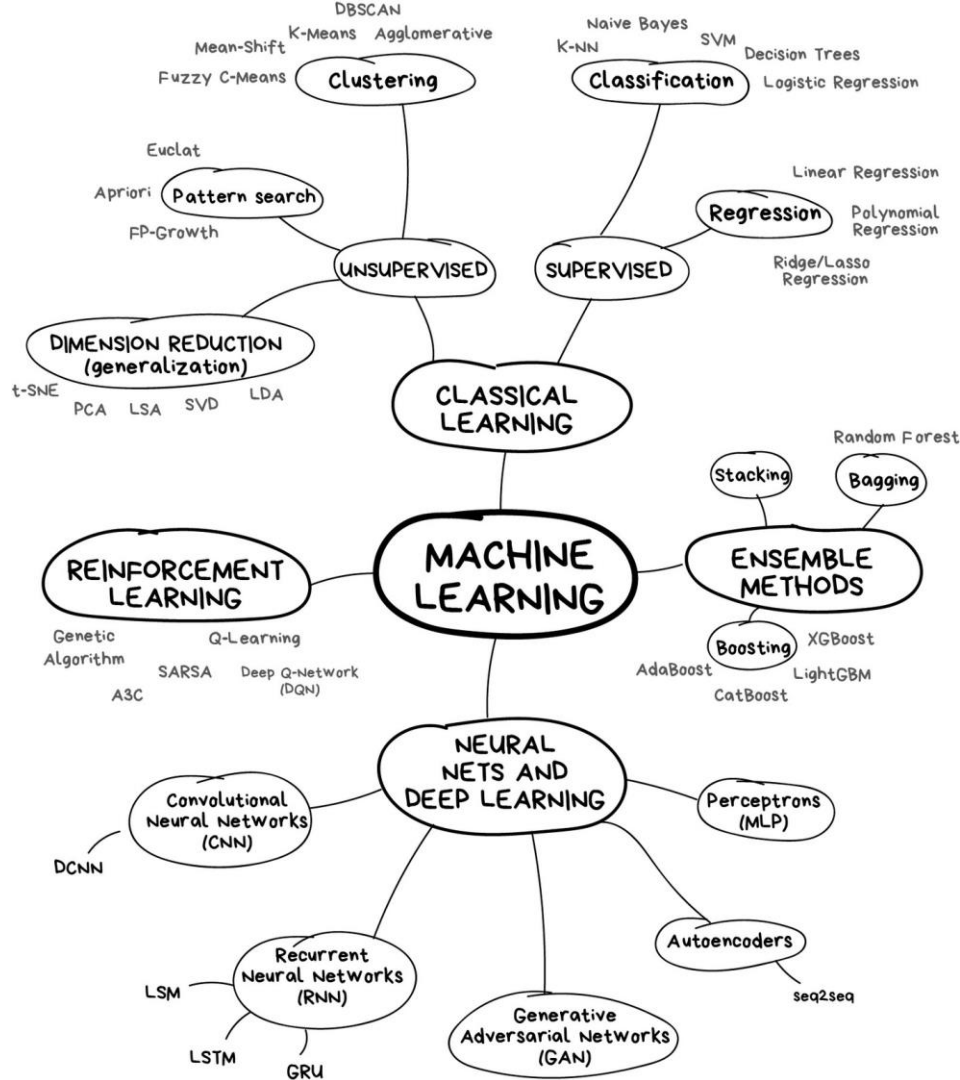 DBSCAN
K-Means
Agglomerative
Mean-Shift
Fuzzy C-Means
Clustering
Naive Bayes
K-NN
SVM
Decision Trees
Classification
Logistic Regression
Euclat
Apriori
Pattern search
FP-Growth
Linear Regression
Regression
Polynomial
Regression
Ridge/Lasso
Regression
UNSUPERVISED
SUPERVISED
DIMENSION REDUCTION
(generalization)
t-SNE
PCA
LSA
SVD
LDA
CLASSICAL
LEARNING
Random Forest
Stacking
Bagging
MACHINE
LEARNING
REINFORCEMENT
LEARNING
ENSEMBLE
METHODS
Genetic
Algorithm
Q-Learning
SARSA
Deep Q-Network
(DQN)
A3C
Boosting
XGBoost
AdaBoost
LightGBM
CatBoost
NEURAL
NETS AND
DEEP LEARNING
Convolutional
Neural Networks
(CNN)
DCNN
Perceptrons
(MLP)
Autoencoders
seq2seq
Recurrent
Neural Networks
(RNN)
LSM
LSTM
GRU
Generative
Adversarial Networks
(GAN)